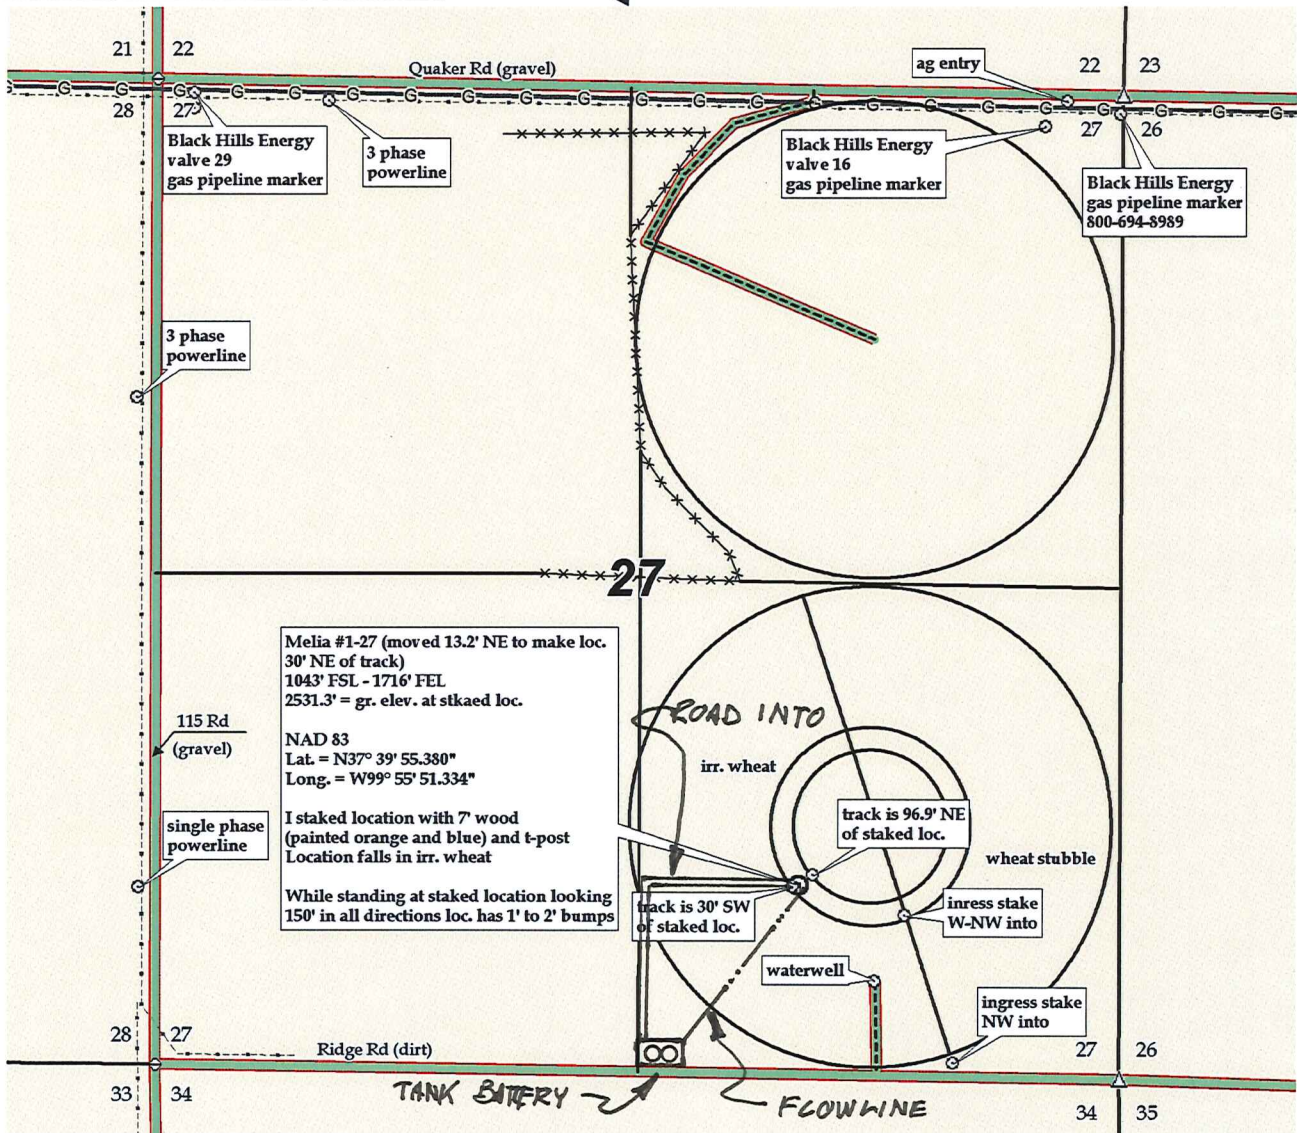 21 22
Quaker Rd (gravel)
ag entry
22 23
G G G G G G G G G G G G G G G G G G G G G G G
28 27
27 26
Black Hills Energy
valve 29
gas pipeline marker
3 phase
powerline
Black Hills Energy
valve 16
gas pipeline marker
Black Hills Energy
gas pipeline marker
800-694-8989
3 phase
powerline
27
Melia #1-27 (moved 13.2' NE to make loc.
30' NE of track)
1043' FSL - 1716' FEL
2531.3' = gr. elev. at stkaed loc.
NAD 83
Lat. = N37° 39' 55.380"
Long. = W99° 55' 51.334"
I staked location with 7' wood
(painted orange and blue) and t-post
Location falls in irr. wheat
While standing at staked location looking
150' in all directions loc. has 1' to 2' bumps
115 Rd
(gravel)
ROAD INTO
irr. wheat
single phase
powerline
track is 96.9' NE
of staked loc.
wheat stubble
track is 30' SW
of staked loc.
inress stake
W-NW into
waterwell
ingress stake
NW into
28 27
Ridge Rd (dirt)
27 26
33 34
TANK BATTERY
FLOWLINE
34 35